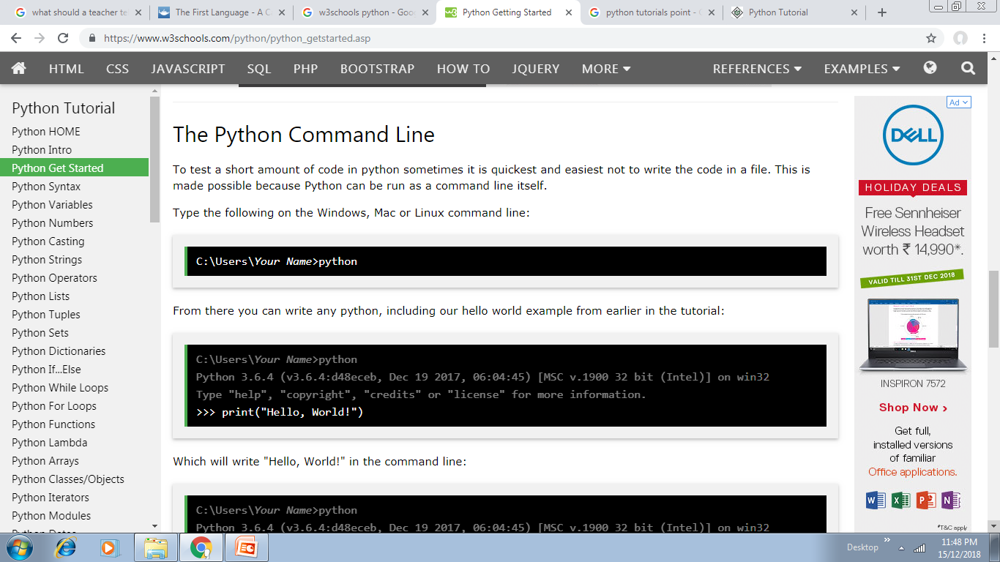 what should a teacher te
The First Language - A C
w3schools python - Goo
Python Getting Started
python tutorials point - G
Python Tutorial
https://www.w3schools.com/python/python_getstarted.asp
HTML CSS JAVASCRIPT SQL PHP BOOTSTRAP HOW TO JQUERY MORE REFERENCES EXAMPLES
Python Tutorial
Python HOME
Python Intro
Python Get Started
Python Syntax
Python Variables
Python Numbers
Python Casting
Python Strings
Python Operators
Python Lists
Python Tuples
Python Sets
Python Dictionaries
Python If...Else
Python While Loops
Python For Loops
Python Functions
Python Lambda
Python Arrays
Python Classes/Objects
Python Iterators
Python Modules
Python Dates
The Python Command Line
To test a short amount of code in python sometimes it is quickest and easiest not to write the code in a file. This is
made possible because Python can be run as a command line itself.
Type the following on the Windows, Mac or Linux command line:
C:\Users\Your Name>python
From there you can write any python, including our hello world example from earlier in the tutorial:
C:\Users\Your Name>python
Python 3.6.4 (v3.6.4:d48eceb, Dec 19 2017, 06:04:45) [MSC v.1900 32 bit (Intel)] on win32
Type "help", "copyright", "credits" or "license" for more information.
>>> print("Hello, World!")
Which will write "Hello, World!" in the command line:
C:\Users\Your Name>python
Python 3.6.4 (v3.6.4:d48eceb, Dec 19 2017, 06:04:45) [MSC v.1900 32 bit (Intel)] on win32
Ad
DELL
HOLIDAY DEALS
Free Sennheiser
Wireless Headset
worth ₹ 14,990*.
VALID TILL 31ST DEC 2018
INSPIRON 7572
Shop Now >
Get full,
installed versions
of familiar
Office applications.
*T&C apply
Desktop
11:48 PM
15/12/2018